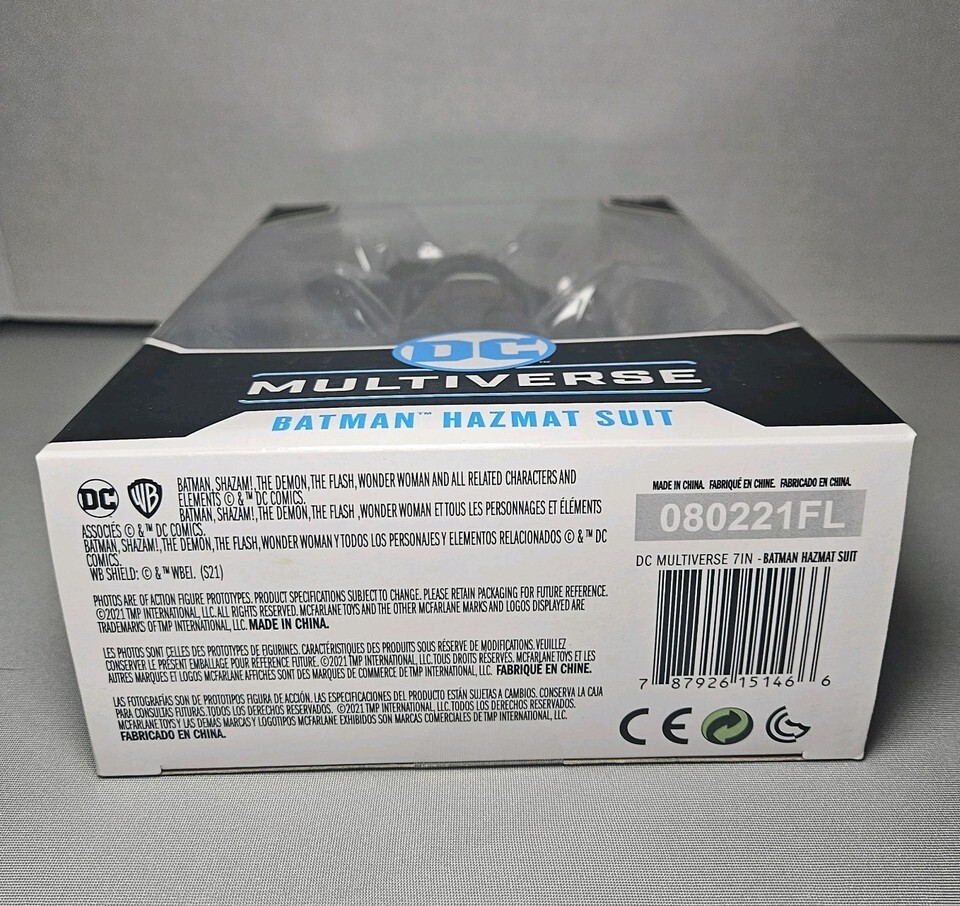 DC
MULTIVERSE
BATMAN™ HAZMAT SUIT
DC WB
BATMAN, SHAZAM!, THE DEMON, THE FLASH, WONDER WOMAN AND ALL RELATED CHARACTERS AND
ELEMENTS © & ™ DC COMICS.
BATMAN, SHAZAM!, THE DEMON, THE FLASH ,WONDER WOMAN ET TOUS LES PERSONNAGES ET ÉLÉMENTS
ASSOCIÉS © & ™ DC COMICS.
BATMAN, SHAZAM!, THE DEMON, THE FLASH, WONDER WOMAN Y TODOS LOS PERSONAJES Y ELEMENTOS RELACIONADOS © & ™ DC
COMICS.
WB SHIELD: © & ™ WBEI. (S21)
PHOTOS ARE OF ACTION FIGURE PROTOTYPES. PRODUCT SPECIFICATIONS SUBJECT TO CHANGE. PLEASE RETAIN PACKAGING FOR FUTURE REFERENCE.
©2021 TMP INTERNATIONAL, LLC. ALL RIGHTS RESERVED. MCFARLANE TOYS AND THE OTHER MCFARLANE MARKS AND LOGOS DISPLAYED ARE
TRADEMARKS OF TMP INTERNATIONAL, LLC. MADE IN CHINA.
LES PHOTOS SONT CELLES DES PROTOTYPES DE FIGURINES. CARACTÉRISTIQUES DES PRODUITS SOUS RÉSERVE DE MODIFICATIONS. VEUILLEZ
CONSERVER LE PRÉSENT EMBALLAGE POUR RÉFÉRENCE FUTURE. ©2021 TMP INTERNATIONAL, LLC. TOUS DROITS RESERVES. MCFARLANE TOYS ET LES
AUTRES MARQUES ET LOGOS MCFARLANE AFFICHÉS SONT DES MARQUES DE COMMERCE DE TMP INTERNATIONAL, LLC. FABRIQUÉ EN CHINE.
LAS FOTOGRAFÍAS SON DE PROTOTIPOS FIGURA DE ACCIÓN. LAS ESPECIFICACIONES DEL PRODUCTO ESTÁN SUJETAS A CAMBIOS. CONSERVA LA CAJA
PARA CONSULTAS FUTURAS. TODOS LOS DERECHOS RESERVADOS. ©2021 TMP INTERNATIONAL, LLC. TODOS LOS DERECHOS RESERVADOS.
MCFARLANE TOYS Y LAS DEMAS MARCAS Y LOGOTIPOS MCFARLANE EXHIBIDOS SON MARCAS COMERCIALES DE TMP INTERNATIONAL, LLC.
FABRICADO EN CHINA.
MADE IN CHINA. FABRIQUÉ EN CHINE. FABRICADO EN CHINA.
080221FL
DC MULTIVERSE 7IN - BATMAN HAZMAT SUIT
7 87926 15146 6
CE